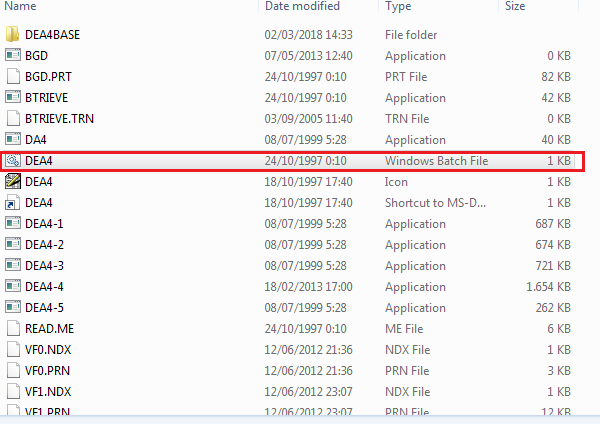 Name Date modified Type Size
DEA4BASE 02/03/2018 14:33 File folder
BGD 07/05/2013 12:40 Application 0 KB
BGD.PRT 24/10/1997 0:10 PRT File 82 KB
BTRIEVE 24/10/1997 0:10 Application 42 KB
BTRIEVE.TRN 03/09/2005 11:40 TRN File 0 KB
DA4 08/07/1999 5:28 Application 40 KB
DEA4 24/10/1997 0:10 Windows Batch File 1 KB
DEA4 18/10/1997 17:40 Icon 1 KB
DEA4 18/10/1997 17:40 Shortcut to MS-D... 1 KB
DEA4-1 08/07/1999 5:28 Application 687 KB
DEA4-2 08/07/1999 5:28 Application 674 KB
DEA4-3 08/07/1999 5:28 Application 721 KB
DEA4-4 18/02/2013 17:00 Application 1.654 KB
DEA4-5 08/07/1999 5:28 Application 262 KB
READ.ME 24/10/1997 0:10 ME File 6 KB
VF0.NDX 12/06/2012 21:36 NDX File 1 KB
VF0.PRN 12/06/2012 21:36 PRN File 3 KB
VF1.NDX 12/06/2012 23:07 NDX File 1 KB
VF1.PRN 12/06/2012 23:07 PRN File 12 KB